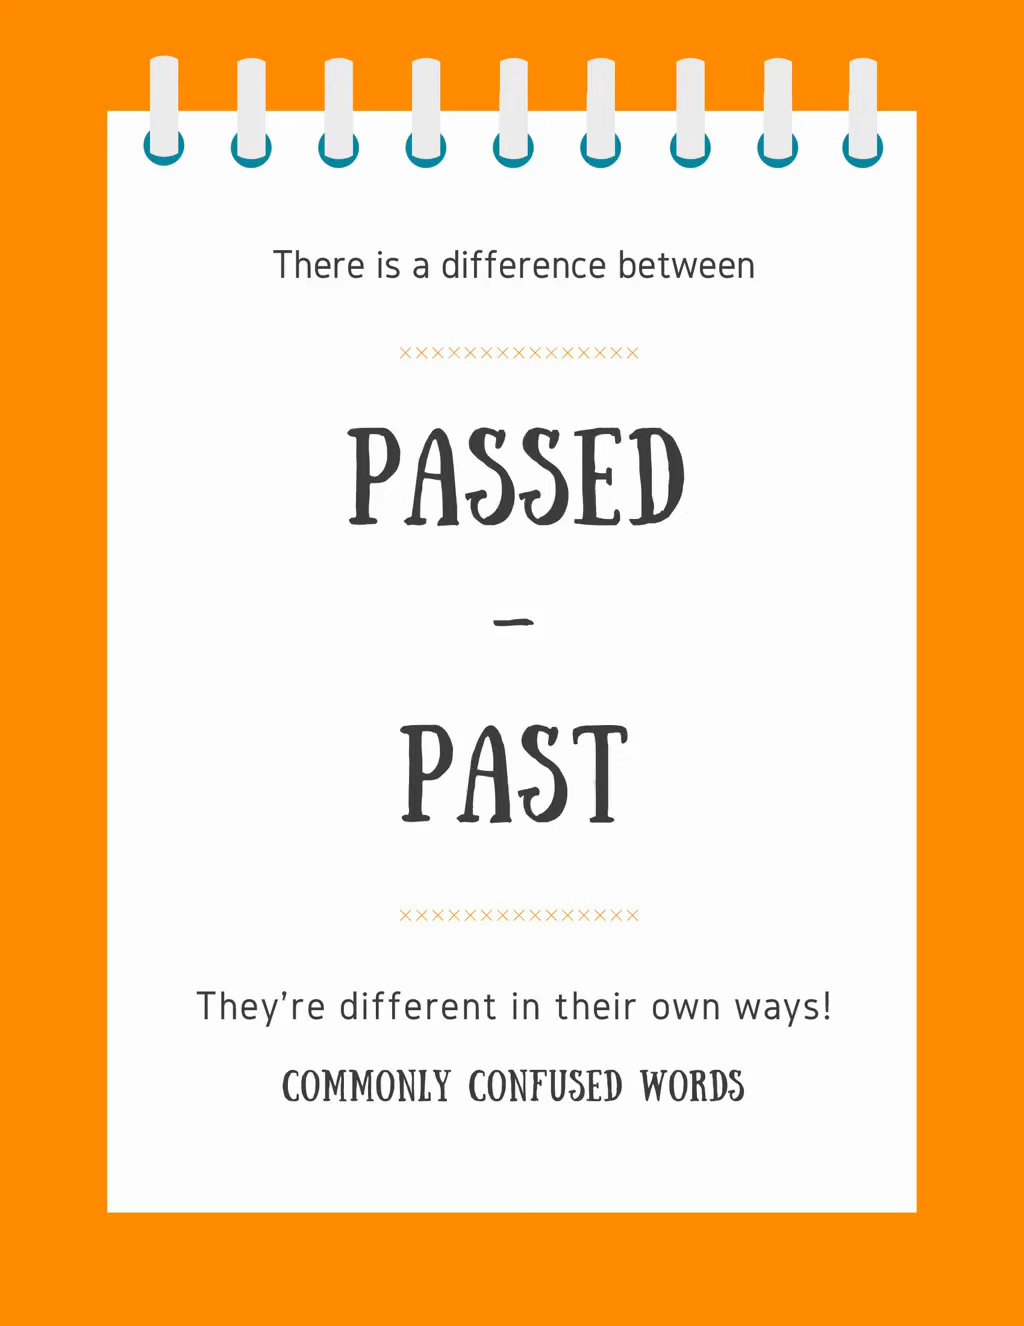 There is a difference between
××××××××××××××
PASSED
–
PAST
××××××××××××××
They’re different in their own ways!
COMMONLY CONFUSED WORDS